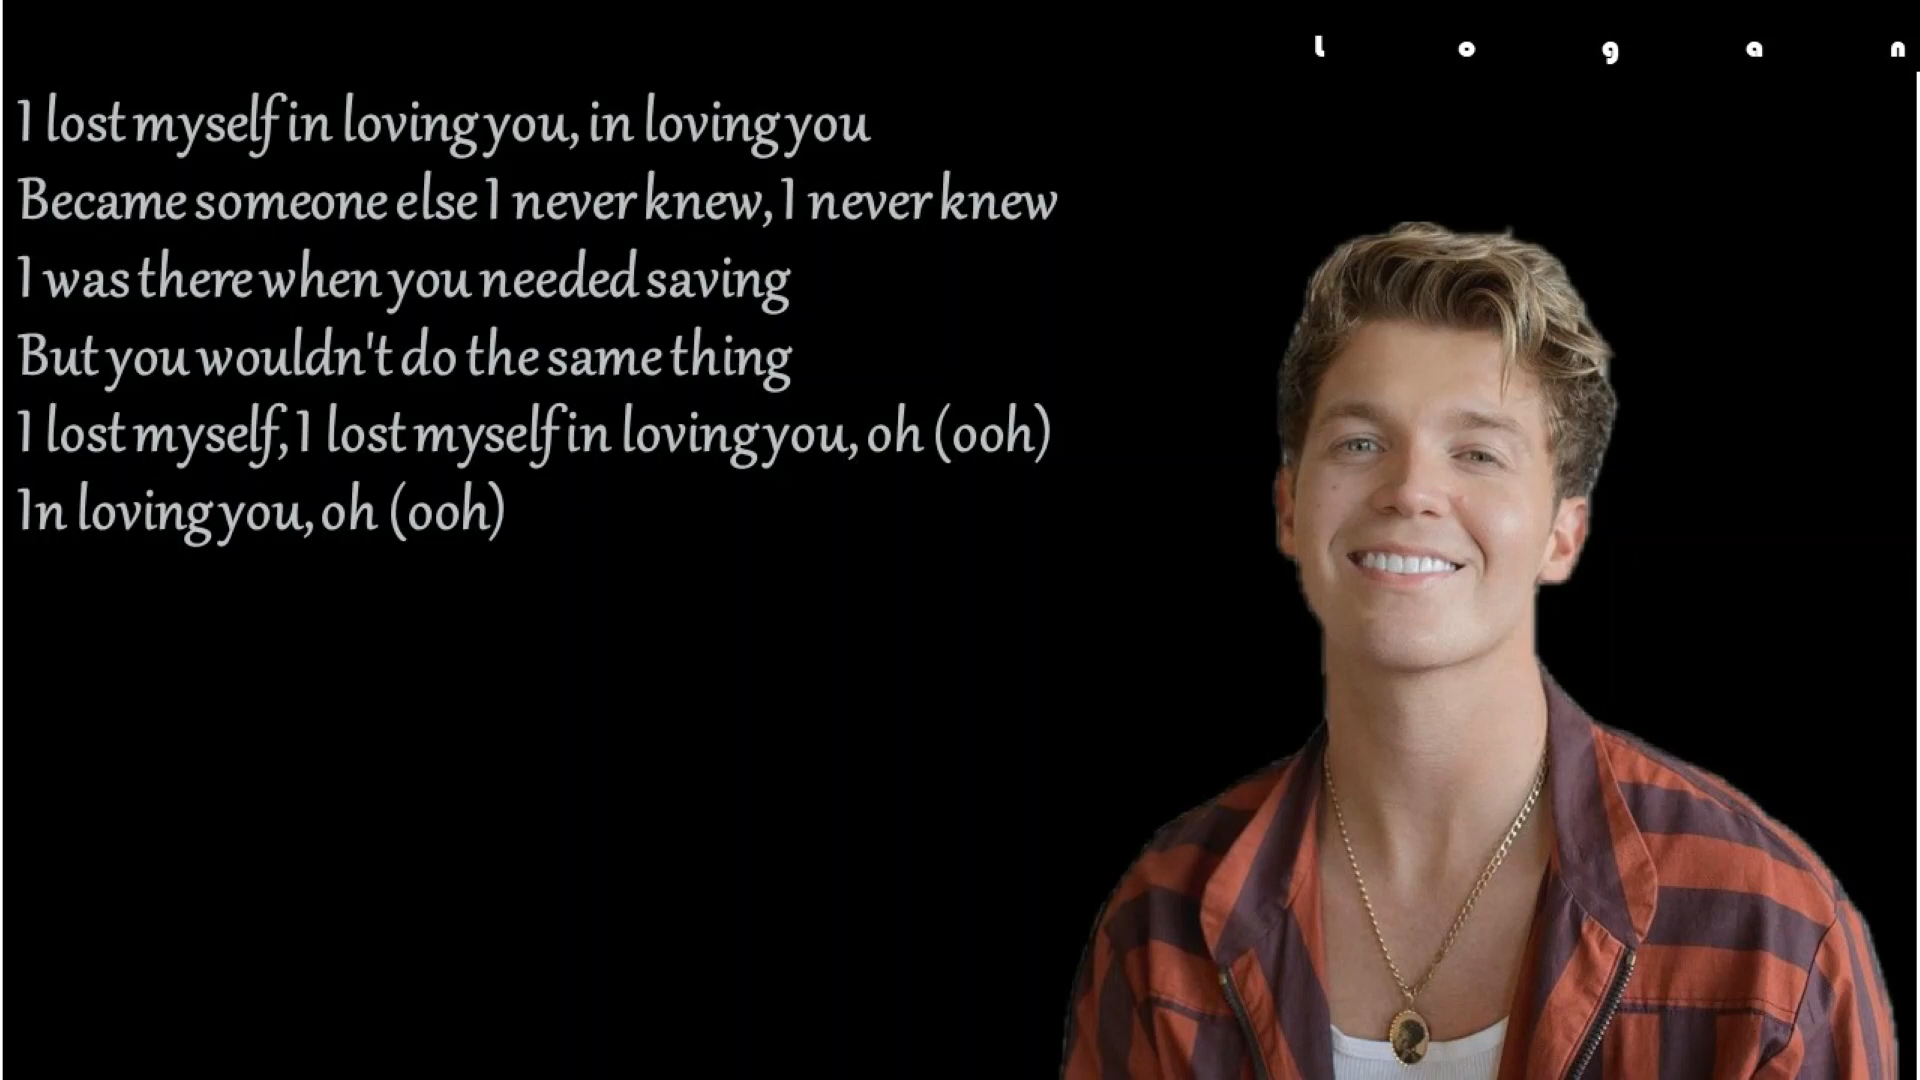 l o g a n
I lost myself in loving you, in loving you
Became someone else I never knew, I never knew
I was there when you needed saving
But you wouldn't do the same thing
I lost myself, I lost myself in loving you, oh (ooh)
In loving you, oh (ooh)